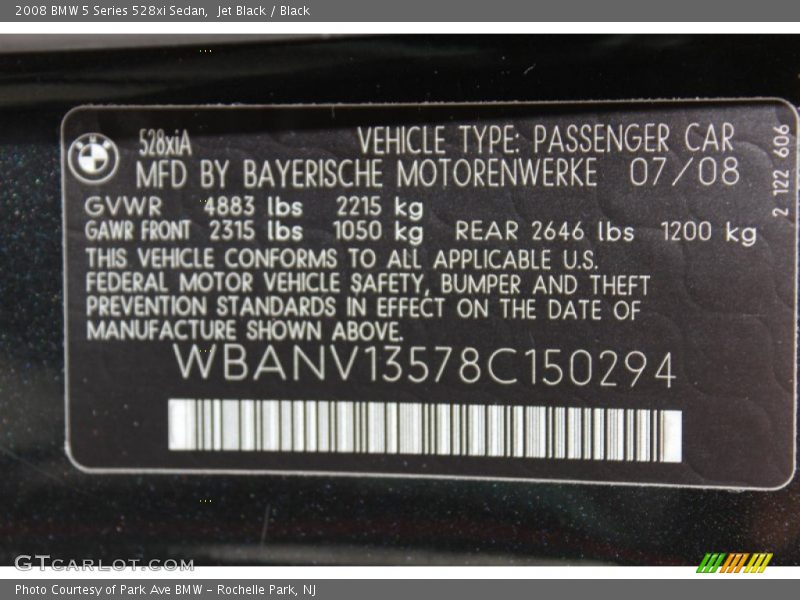 2008 BMW 5 Series 528xi Sedan, Jet Black / Black
528xiA VEHICLE TYPE: PASSENGER CAR
MFD BY BAYERISCHE MOTORENWERKE 07/08
GVWR 4883 lbs 2215 kg
GAWR FRONT 2315 lbs 1050 kg REAR 2646 lbs 1200 kg
THIS VEHICLE CONFORMS TO ALL APPLICABLE U.S.
FEDERAL MOTOR VEHICLE SAFETY, BUMPER AND THEFT
PREVENTION STANDARDS IN EFFECT ON THE DATE OF
MANUFACTURE SHOWN ABOVE.
WBANV13578C150294
2 122 606
GTCARLOT.COM
Photo Courtesy of Park Ave BMW - Rochelle Park, NJ